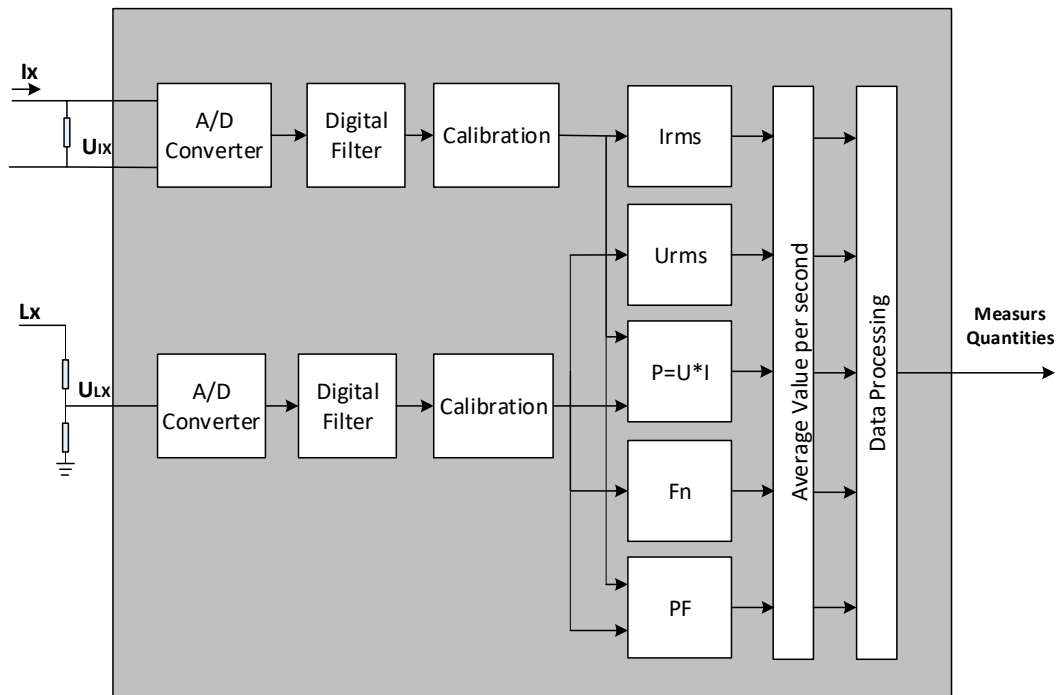 Ix
UIX
A/D
Converter
Digital
Filter
Calibration
Irms
Urms
Lx
ULX
A/D
Converter
Digital
Filter
Calibration
P=U*I
Fn
PF
Average Value per second
Data Processing
Measurs
Quantities